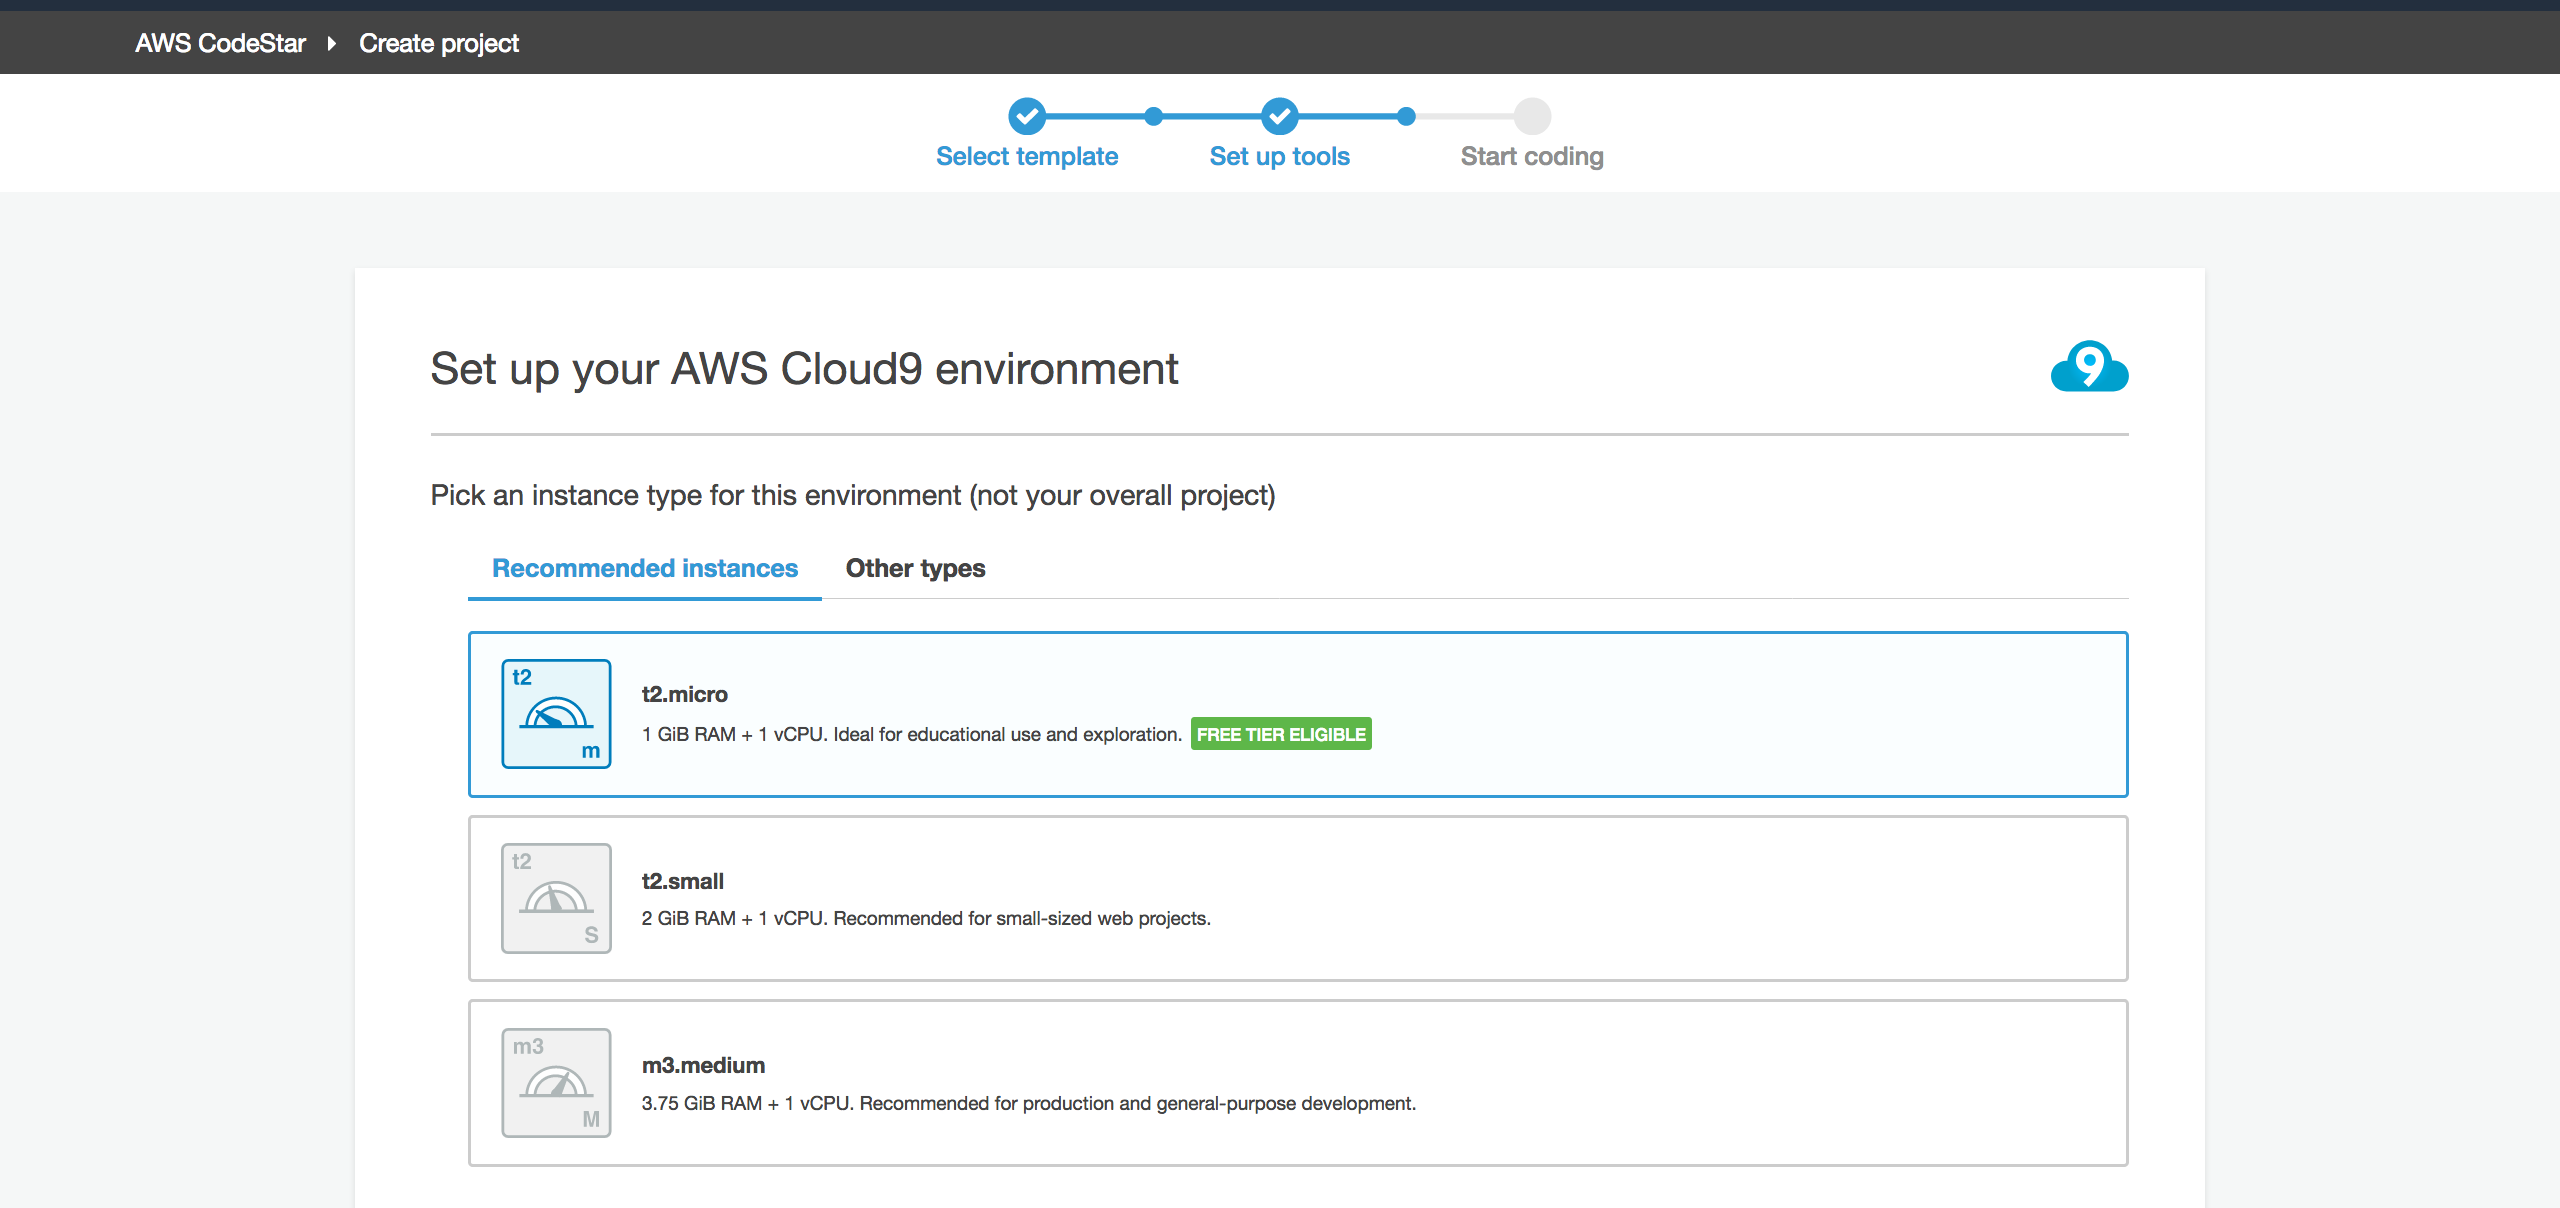 AWS CodeStar Create project
Select template Set up tools Start coding
Set up your AWS Cloud9 environment
9
Pick an instance type for this environment (not your overall project)
Recommended instances Other types
t2
m
t2.micro
1 GiB RAM + 1 vCPU. Ideal for educational use and exploration. FREE TIER ELIGIBLE
t2
S
t2.small
2 GiB RAM + 1 vCPU. Recommended for small-sized web projects.
m3
M
m3.medium
3.75 GiB RAM + 1 vCPU. Recommended for production and general-purpose development.